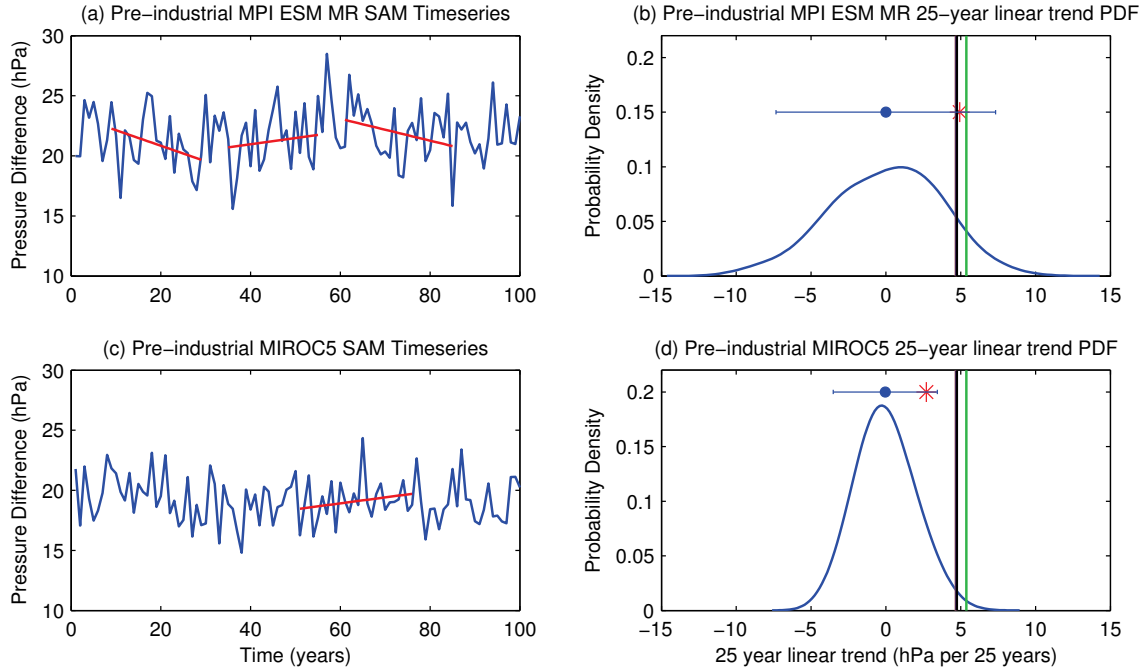 (a) Pre−industrial MPI ESM MR SAM Timeseries
30
25
20
15
10
Pressure Difference (hPa)
0 20 40 60 80 100
(b) Pre−industrial MPI ESM MR 25−year linear trend PDF
0.2
0.15
0.1
0.05
0
Probability Density
−15 −10 −5 0 5 10 15
(c) Pre−industrial MIROC5 SAM Timeseries
30
25
20
15
10
Pressure Difference (hPa)
0 20 40 60 80 100
Time (years)
(d) Pre−industrial MIROC5 25−year linear trend PDF
0.2
0.15
0.1
0.05
0
Probability Density
−15 −10 −5 0 5 10 15
25 year linear trend (hPa per 25 years)